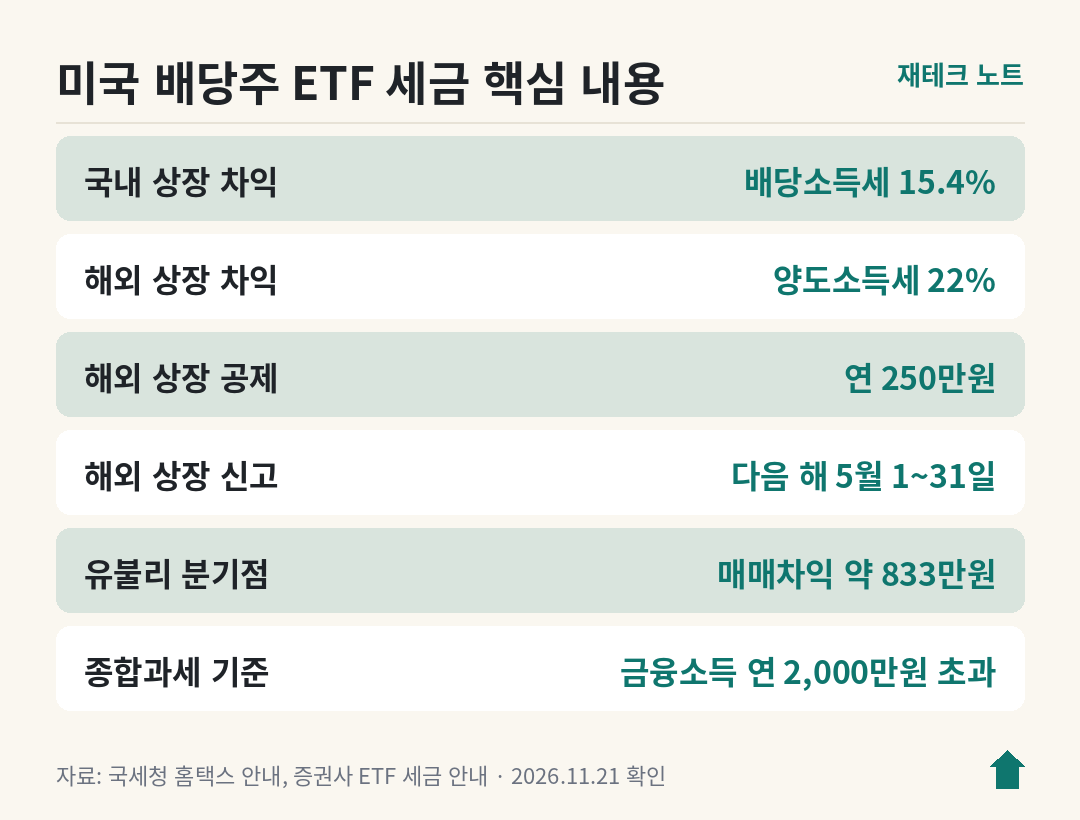 미국 배당주 ETF 세금 핵심 내용
재테크 노트
국내 상장 차익 배당소득세 15.4%
해외 상장 차익 양도소득세 22%
해외 상장 공제 연 250만원
해외 상장 신고 다음 해 5월 1~31일
유불리 분기점 매매차익 약 833만원
종합과세 기준 금융소득 연 2,000만원 초과
자료: 국세청 홈택스 안내, 증권사 ETF 세금 안내 · 2026.11.21 확인